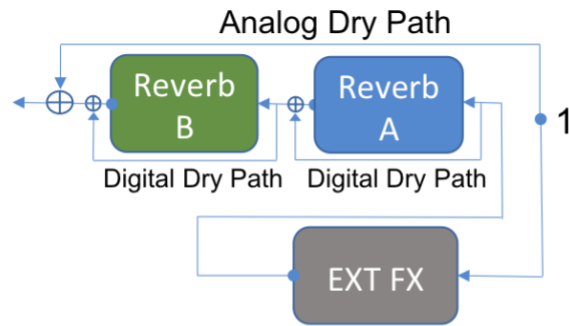 Analog Dry Path
Reverb
B
Reverb
A
1
Digital Dry Path
Digital Dry Path
EXT FX